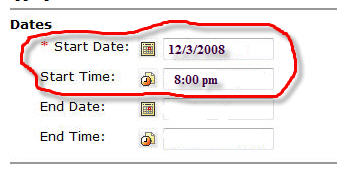 Dates
* Start Date: 12/3/2008
Start Time: 8:00 pm
End Date:
End Time: